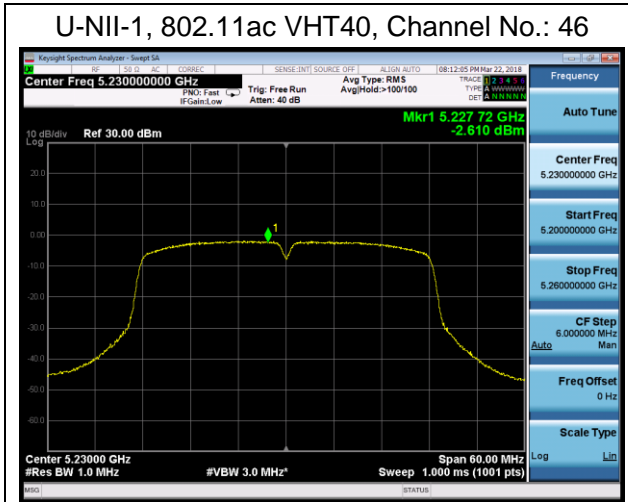 U-NII-1, 802.11ac VHT40, Channel No.: 46
Keysight Spectrum Analyzer - Swept SA
RF 50 Ω AC CORREC SENSE:INT SOURCE OFF ALIGN AUTO 08:12:05 PM Mar 22, 2018
Center Freq 5.230000000 GHz
PNO: Fast
IFGain:Low
Trig: Free Run
Atten: 40 dB
Avg Type: RMS
Avg|Hold:>100/100
TRACE 1 2 3 4 5 6
TYPE A WWWWW
DET A N N N N N
Mkr1 5.227 72 GHz
-2.610 dBm
10 dB/div
Log
Ref 30.00 dBm
20.0
10.0
0.00
-10.0
-20.0
-30.0
-40.0
-50.0
-60.0
1
Center 5.23000 GHz
Span 60.00 MHz
#Res BW 1.0 MHz
#VBW 3.0 MHz*
Sweep 1.000 ms (1001 pts)
MSG
STATUS
Frequency
Auto Tune
Center Freq
5.230000000 GHz
Start Freq
5.200000000 GHz
Stop Freq
5.260000000 GHz
CF Step
6.000000 MHz
Auto Man
Freq Offset
0 Hz
Scale Type
Log Lin